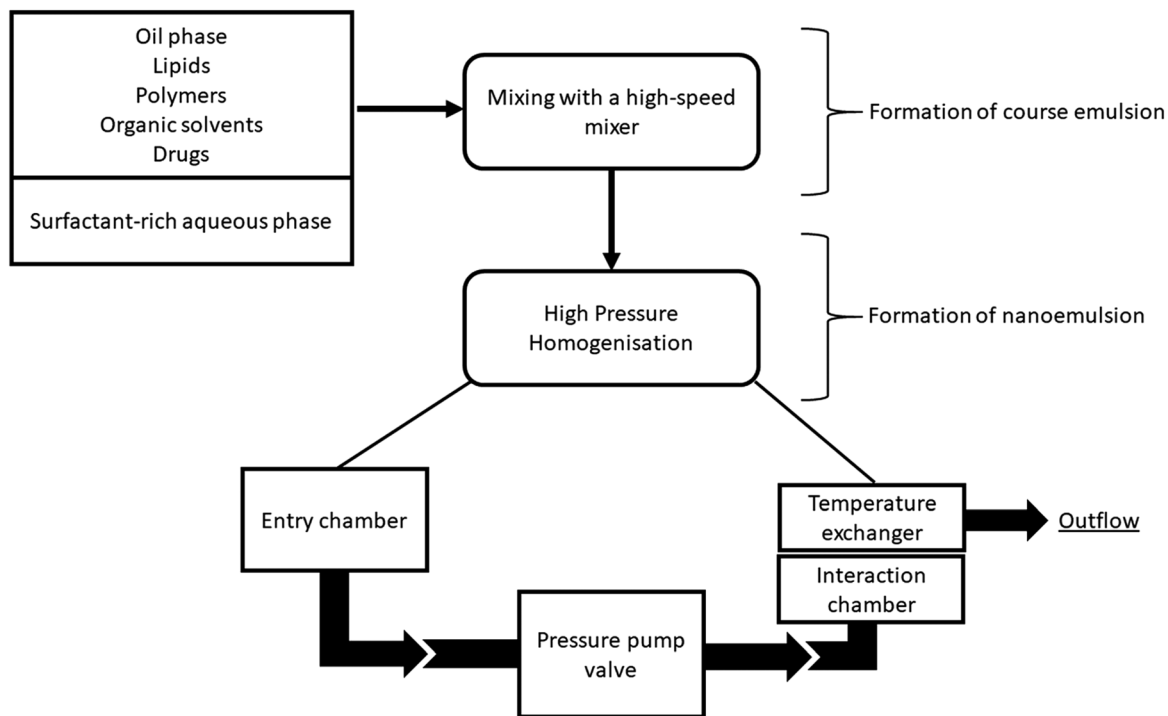 Oil phase
Lipids
Polymers
Organic solvents
Drugs
Surfactant-rich aqueous phase
Mixing with a high-speed
mixer
Formation of course emulsion
High Pressure
Homogenisation
Formation of nanoemulsion
Entry chamber
Pressure pump
valve
Temperature
exchanger
Interaction
chamber
Outflow